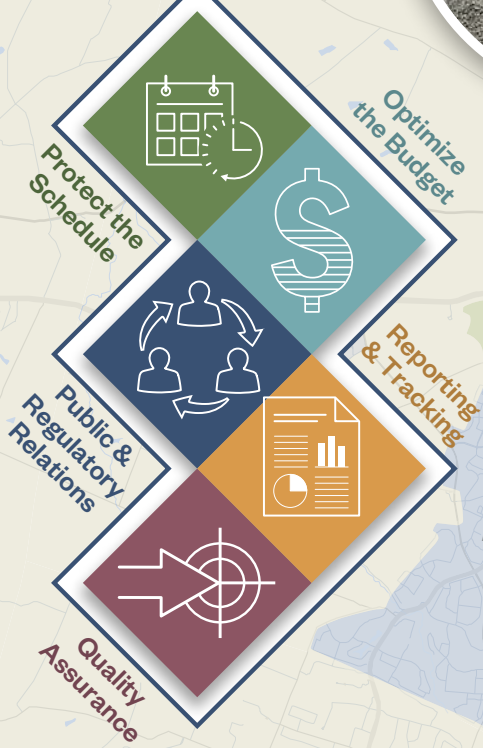 Optimize
the Budget
Protect the
Schedule
Reporting
& Tracking
Public &
Regulatory
Relations
Quality
Assurance